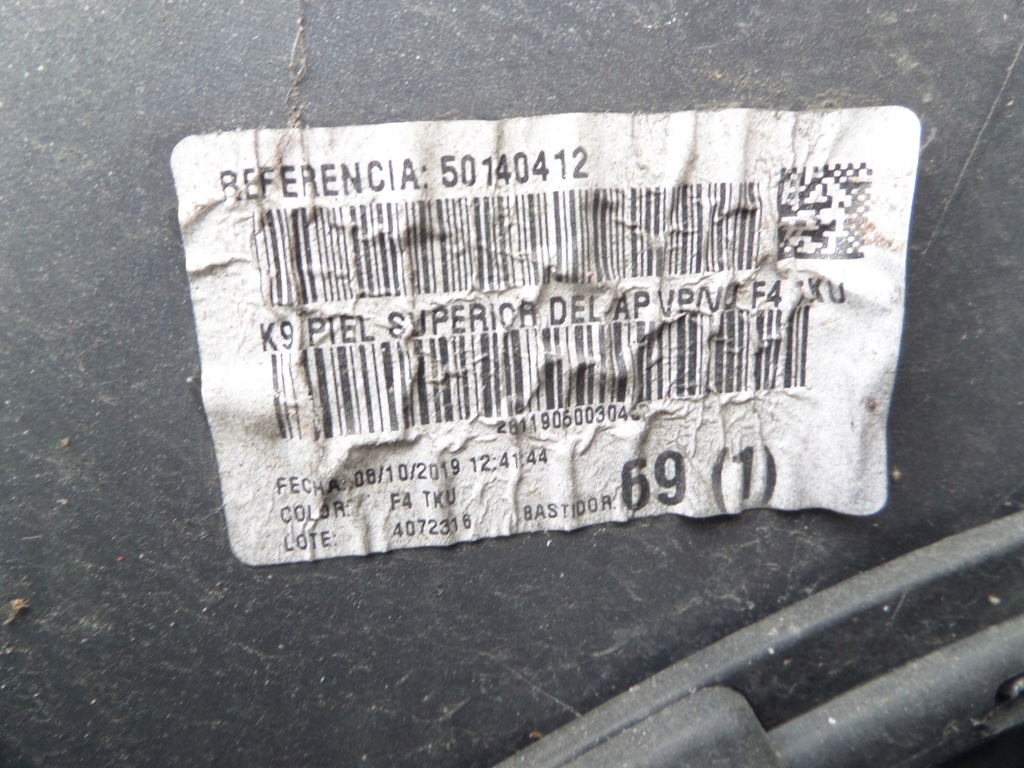 REFERENCIA: 50140412
K9 PIEL SUPERIOR DEL AP VP/VU F4 TKU
FECHA: 08/10/2019 12:41:44
COLOR: F4 TKU
LOTE: 4072316 BASTIDOR: 69 (1)